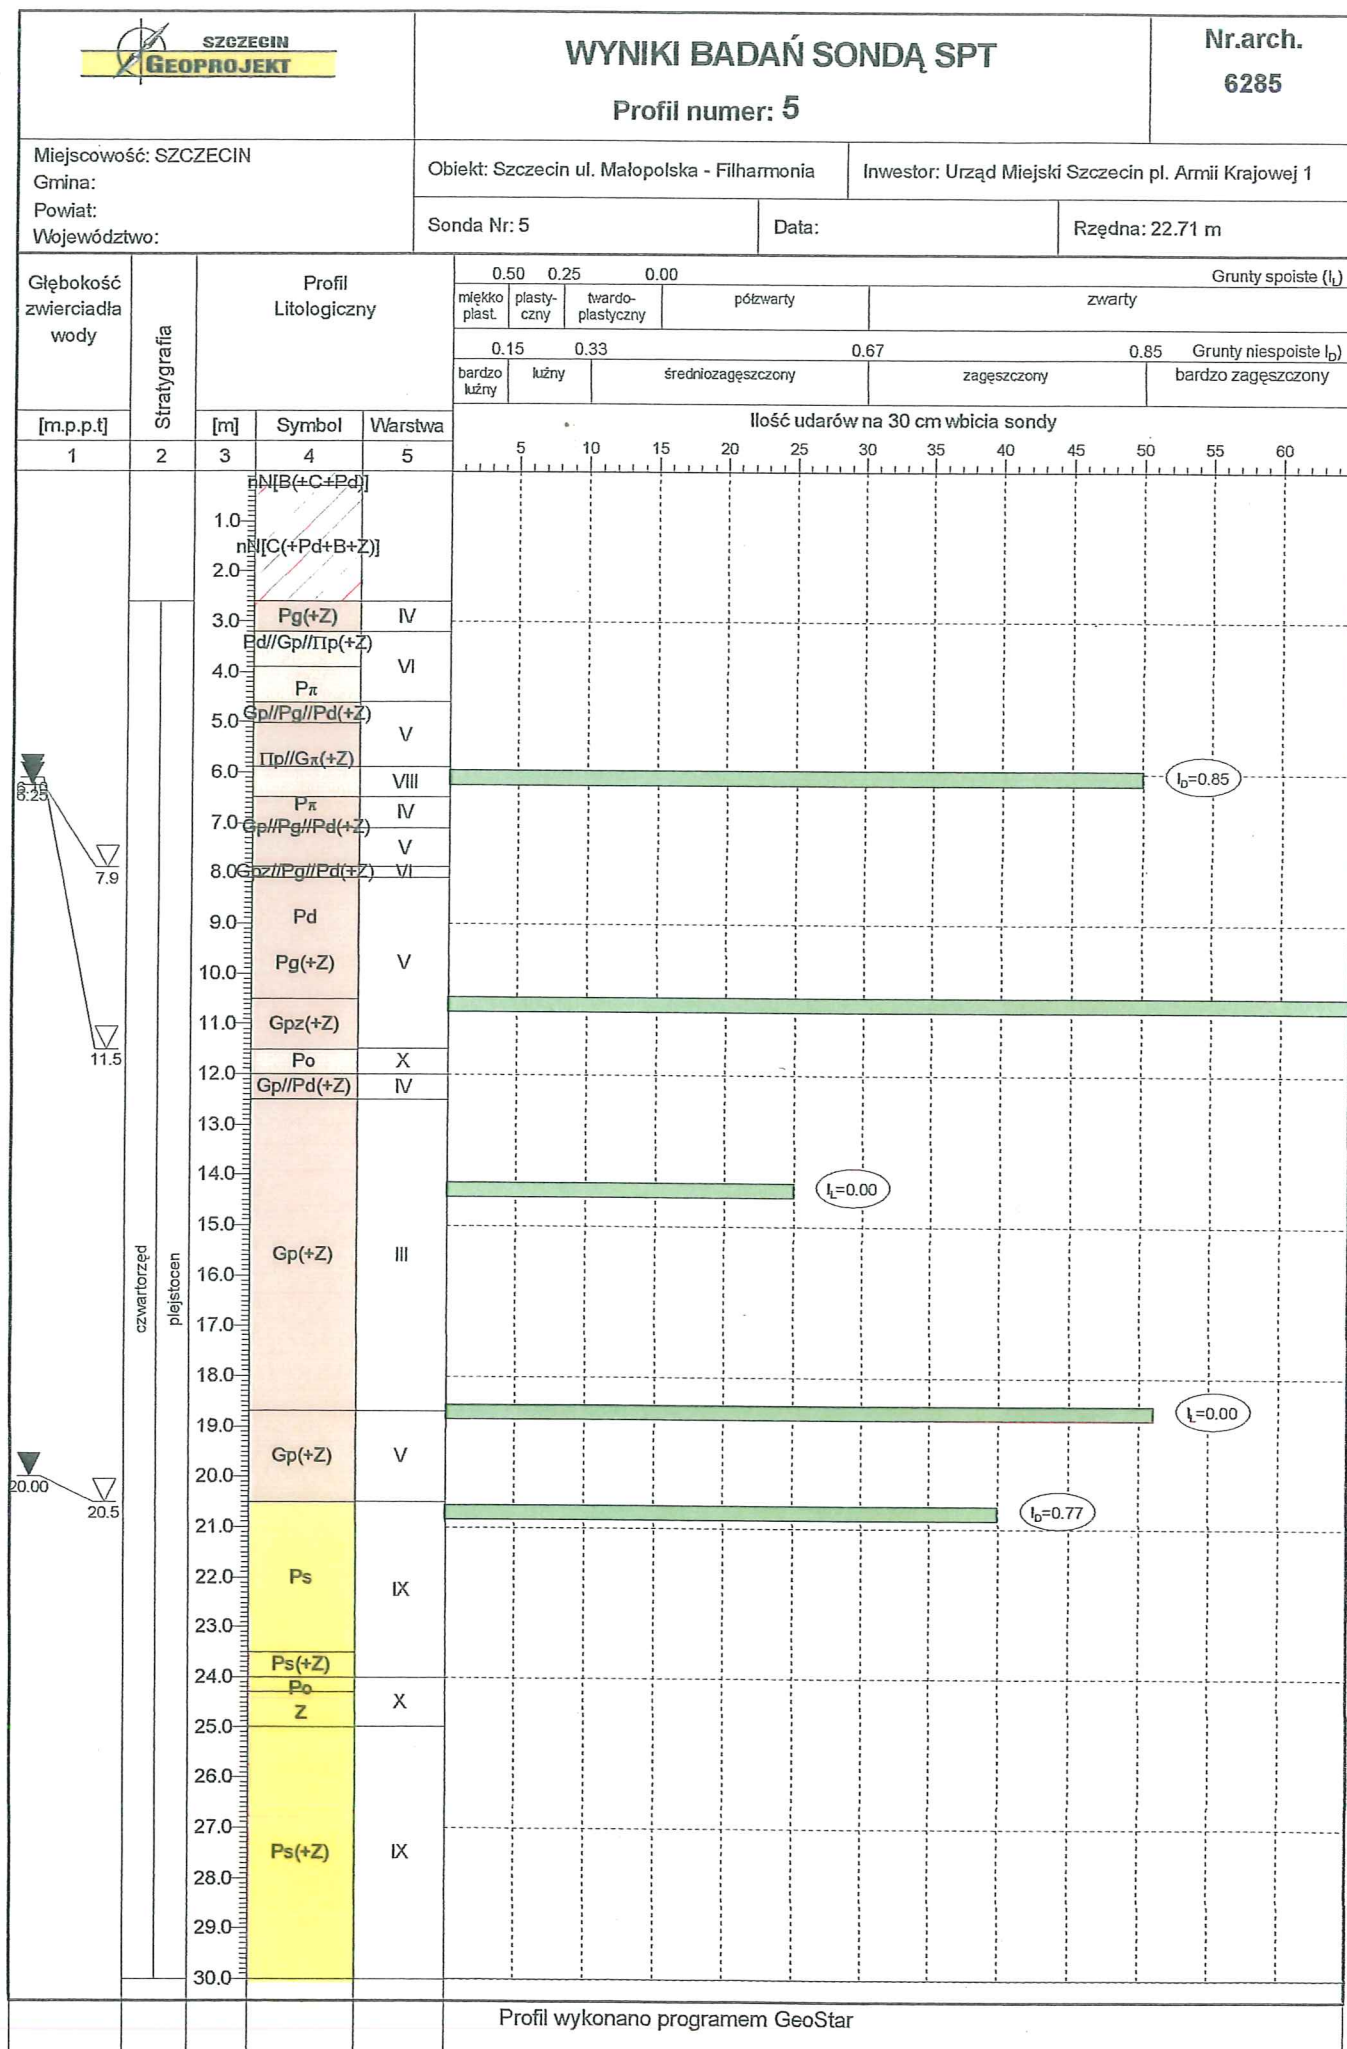 SZCZECIN
GEOPROJEKT
WYNIKI BADAŃ SONDĄ SPT
Profil numer: 5
Nr.arch.
6285
Miejscowość: SZCZECIN
Gmina:
Powiat:
Województwo:
Obiekt: Szczecin ul. Małopolska - Filharmonia
Inwestor: Urząd Miejski Szczecin pl. Armii Krajowej 1
Sonda Nr: 5
Data:
Rzędna: 22.71 m
Głębokość
zwierciadła
wody
[m.p.p.t]
Stratygrafia
Profil
Litologiczny
[m] Symbol Warstwa
1 2 3 4 5
0.50 0.25 0.00 Grunty spoiste (IL)
miękko
plast.
plasty-
czny
twardo-
plastyczny
półzwarty
zwarty
0.15 0.33 0.67 0.85 Grunty niespoiste ID)
bardzo
luźny
luźny
średniozagęszczony
zagęszczony
bardzo zagęszczony
Ilość udarów na 30 cm wbicia sondy
5 10 15 20 25 30 35 40 45 50 55 60
nN[B(+C+Pd)]
1.0
nN[C(+Pd+B+Z)]
2.0
3.0 Pg(+Z) IV
Pd//Gp//Πp(+Z)
4.0 VI
Pπ
5.0 Gp//Pg//Pd(+Z)
V
Πp//Gπ(+Z)
6.0 VIII
ID=0.85
6.25
Pπ IV
7.0 Gp//Pg//Pd(+Z)
V
7.9
8.0 Gpz//Pg//Pd(+Z) VI
9.0 Pd
10.0 Pg(+Z) V
11.0 Gpz(+Z)
11.5
Po X
12.0
Gp//Pd(+Z) IV
13.0
14.0
IL=0.00
15.0
Gp(+Z) III
16.0
17.0
18.0
IL=0.00
19.0
Gp(+Z) V
20.0
20.00
20.5
ID=0.77
21.0
22.0 Ps IX
23.0
Ps(+Z)
24.0
Po
Z X
25.0
26.0
27.0
Ps(+Z) IX
28.0
29.0
30.0
czwartorzęd
plejstocen
Profil wykonano programem GeoStar